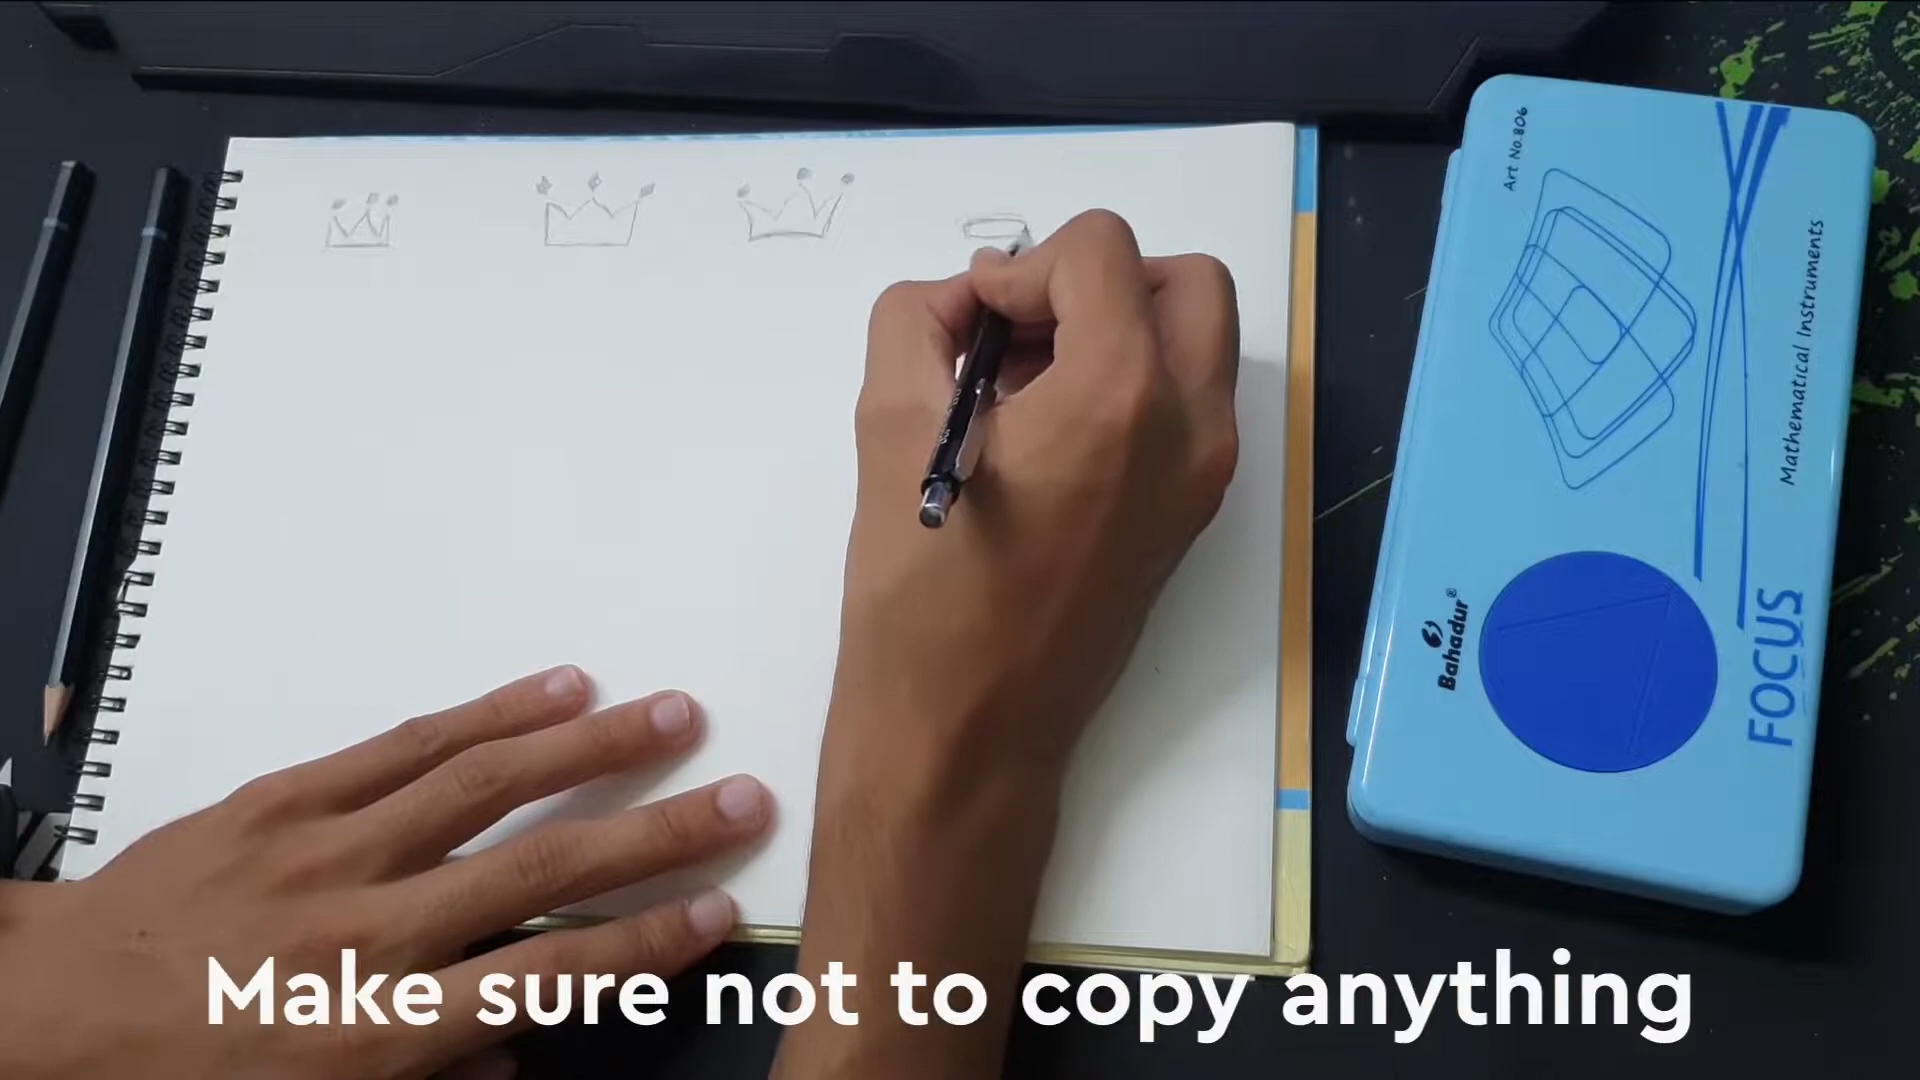 Art No.806
Mathematical Instruments
Bahadur®
FOCUS
Make sure not to copy anything